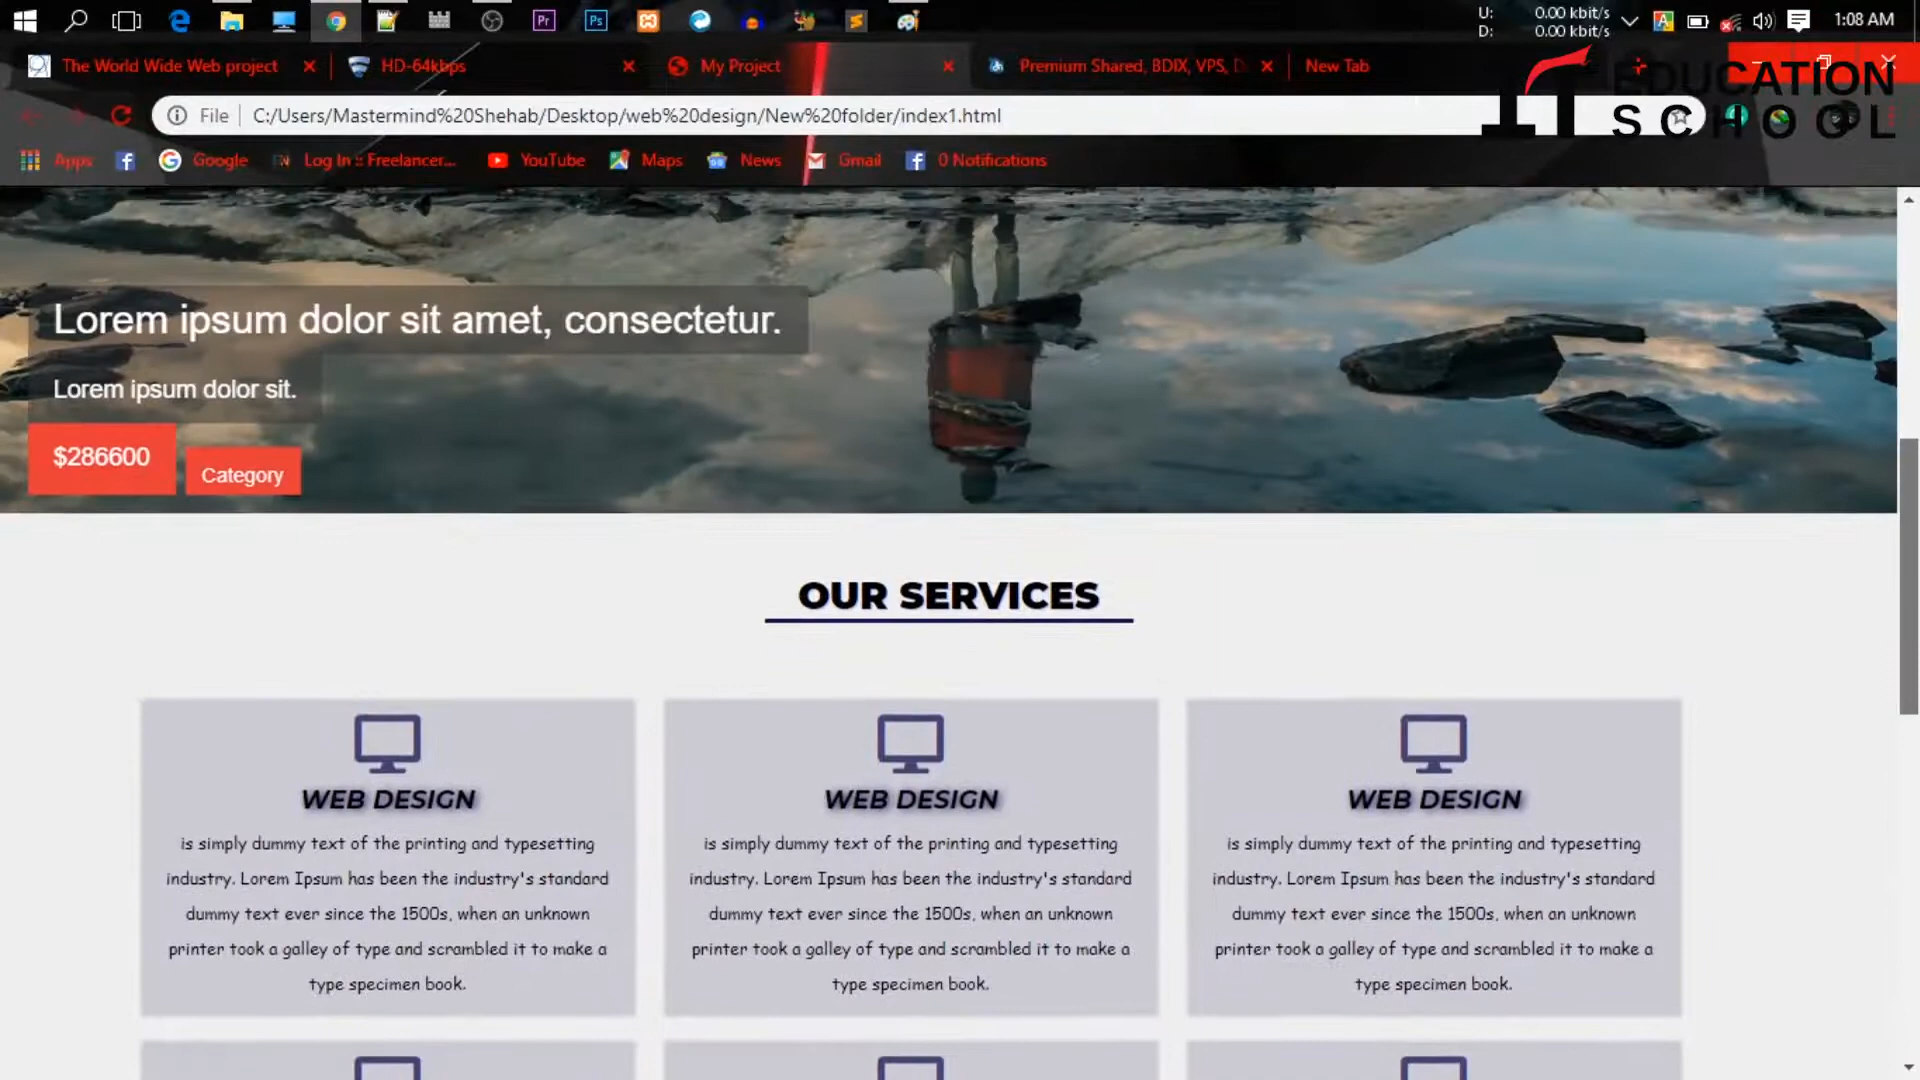 U: 0.00 kbit/s
D: 0.00 kbit/s
1:08 AM
The World Wide Web project
HD-64kbps
My Project
Premium Shared, BDIX, VPS, D
New Tab
File
C:/Users/Mastermind%20Shehab/Desktop/web%20design/New%20folder/index1.html
IT EDUCATION
SCHOOL
Apps
Google
Log In :: Freelancer...
YouTube
Maps
News
Gmail
0 Notifications
Lorem ipsum dolor sit amet, consectetur.
Lorem ipsum dolor sit.
$286600
Category
OUR SERVICES
WEB DESIGN
is simply dummy text of the printing and typesetting
industry. Lorem Ipsum has been the industry's standard
dummy text ever since the 1500s, when an unknown
printer took a galley of type and scrambled it to make a
type specimen book.
WEB DESIGN
is simply dummy text of the printing and typesetting
industry. Lorem Ipsum has been the industry's standard
dummy text ever since the 1500s, when an unknown
printer took a galley of type and scrambled it to make a
type specimen book.
WEB DESIGN
is simply dummy text of the printing and typesetting
industry. Lorem Ipsum has been the industry's standard
dummy text ever since the 1500s, when an unknown
printer took a galley of type and scrambled it to make a
type specimen book.